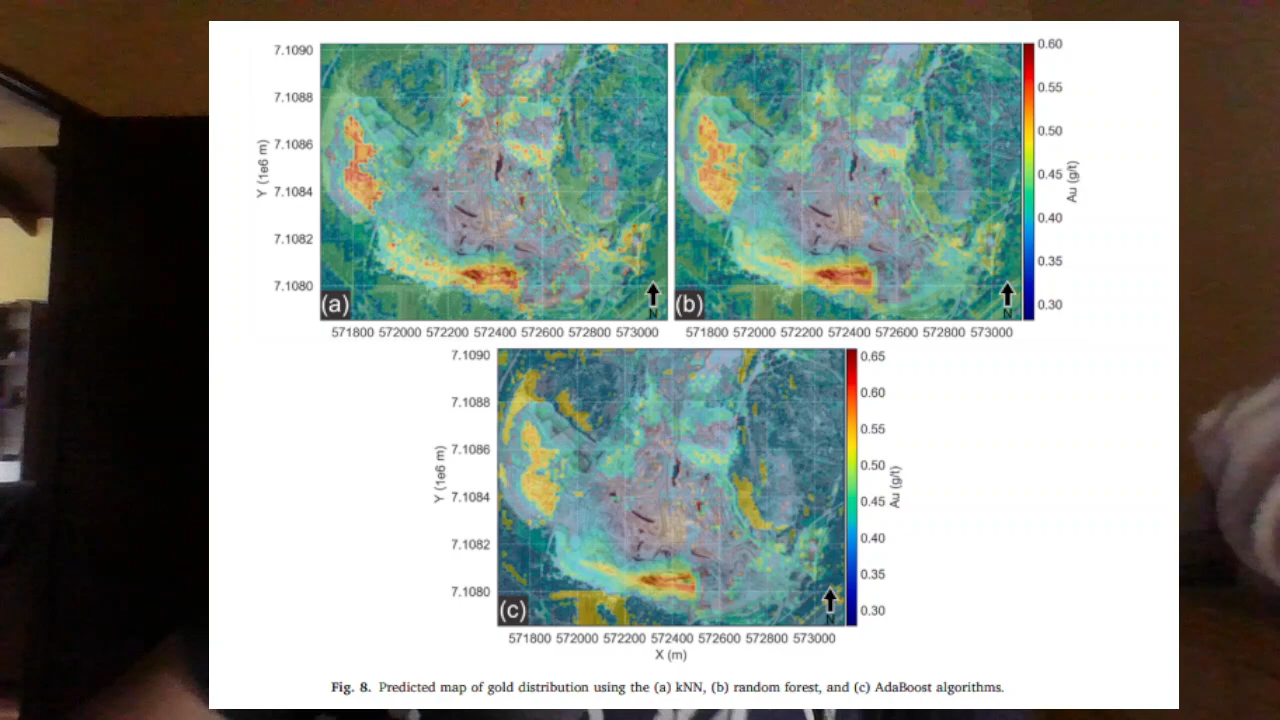 7.1090
7.1088
7.1086
7.1084
7.1082
7.1080
Y (1e6 m)
(a)
N
571800 572000 572200 572400 572600 572800 573000
(b)
N
571800 572000 572200 572400 572600 572800 573000
0.60
0.55
0.50
0.45
0.40
0.35
0.30
Au (g/t)
7.1090
7.1088
7.1086
7.1084
7.1082
7.1080
Y (1e6 m)
(c)
N
571800 572000 572200 572400 572600 572800 573000
X (m)
0.65
0.60
0.55
0.50
0.45
0.40
0.35
0.30
Au (g/t)
Fig. 8. Predicted map of gold distribution using the (a) kNN, (b) random forest, and (c) AdaBoost algorithms.